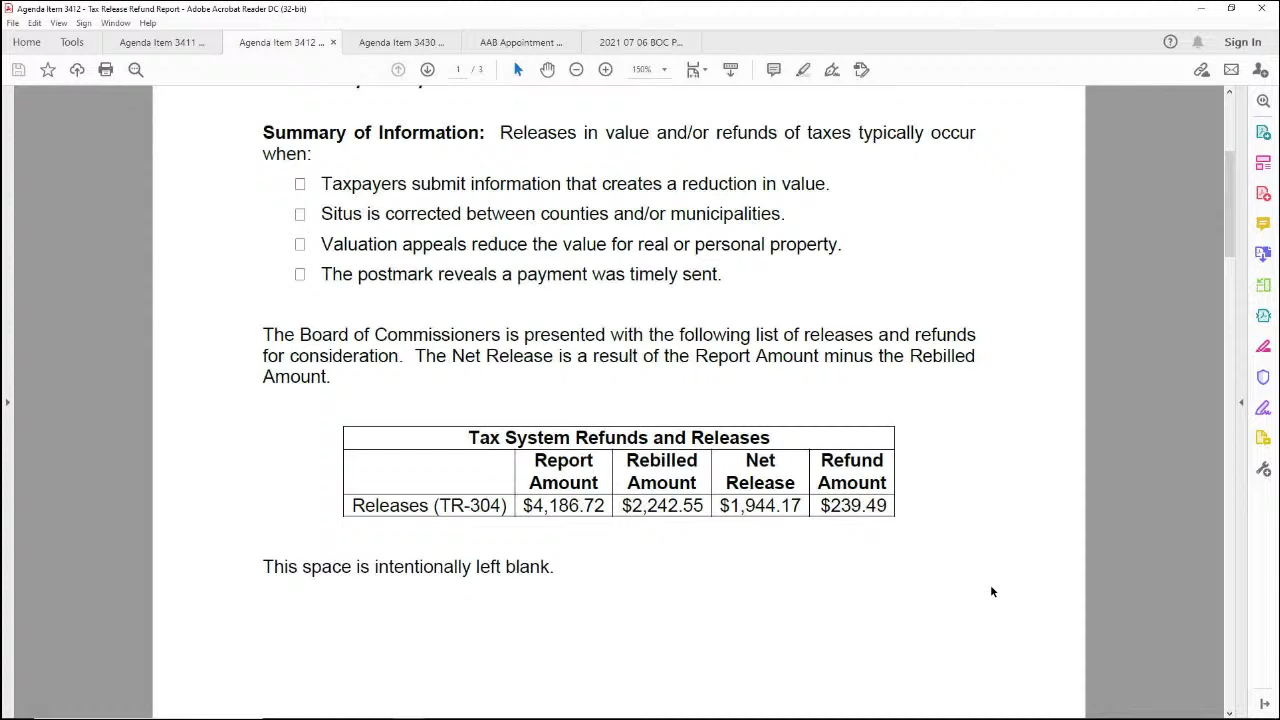 Agenda Item 3412 - Tax Release Refund Report - Adobe Acrobat Reader DC (32-bit)
File Edit View Sign Window Help
Home Tools Agenda Item 3411 ... Agenda Item 3412 ... × Agenda Item 3430 ... AAB Appointment ... 2021 07 06 BOC P... Sign In
1 / 3 150%
Summary of Information: Releases in value and/or refunds of taxes typically occur
when:
Taxpayers submit information that creates a reduction in value.
Situs is corrected between counties and/or municipalities.
Valuation appeals reduce the value for real or personal property.
The postmark reveals a payment was timely sent.
The Board of Commissioners is presented with the following list of releases and refunds
for consideration. The Net Release is a result of the Report Amount minus the Rebilled
Amount.
Tax System Refunds and Releases
Report Rebilled Net Refund
Amount Amount Release Amount
Releases (TR-304) $4,186.72 $2,242.55 $1,944.17 $239.49
This space is intentionally left blank.